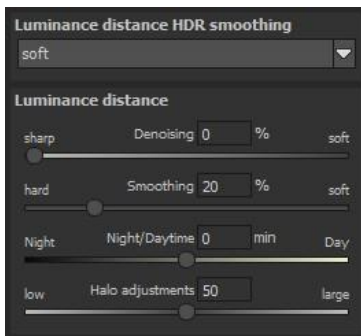 Luminance distance HDR smoothing
soft
Luminance distance
sharp Denoising 0 % soft
hard Smoothing 20 % soft
Night Night/Daytime 0 min Day
low Halo adjustments 50 large